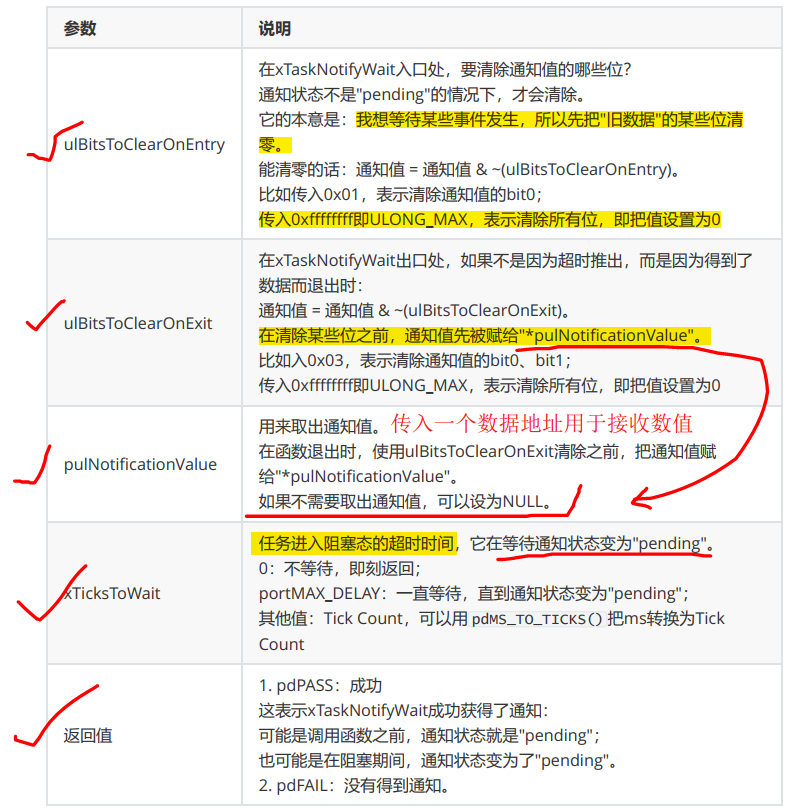 参数 说明
在xTaskNotifyWait入口处，要清除通知值的哪些位？
通知状态不是"pending"的情况下，才会清除。
它的本意是：我想等待某些事件发生，所以先把"旧数据"的某些位清
零。
ulBitsToClearOnEntry
能清零的话：通知值 = 通知值 & ~(ulBitsToClearOnEntry)。
比如传入0x01，表示清除通知值的bit0；
传入0xffffffff即ULONG_MAX，表示清除所有位，即把值设置为0
在xTaskNotifyWait出口处，如果不是因为超时推出，而是因为得到了
数据而退出时：
通知值 = 通知值 & ~(ulBitsToClearOnExit)。
ulBitsToClearOnExit
在清除某些位之前，通知值先被赋给"*pulNotificationValue"。
比如入0x03，表示清除通知值的bit0、bit1；
传入0xffffffff即ULONG_MAX，表示清除所有位，即把值设置为0
用来取出通知值。 传入一个数据地址用于接收数值
在函数退出时，使用ulBitsToClearOnExit清除之前，把通知值赋
pulNotificationValue
给"*pulNotificationValue"。
如果不需要取出通知值，可以设为NULL。
任务进入阻塞态的超时时间，它在等待通知状态变为"pending"。
0：不等待，即刻返回；
xTicksToWait
portMAX_DELAY：一直等待，直到通知状态变为"pending"；
其他值：Tick Count，可以用 pdMS_TO_TICKS() 把ms转换为Tick
Count
1. pdPASS：成功
这表示xTaskNotifyWait成功获得了通知：
返回值
可能是调用函数之前，通知状态就是"pending"；
也可能是在阻塞期间，通知状态变为了"pending"。
2. pdFAIL：没有得到通知。